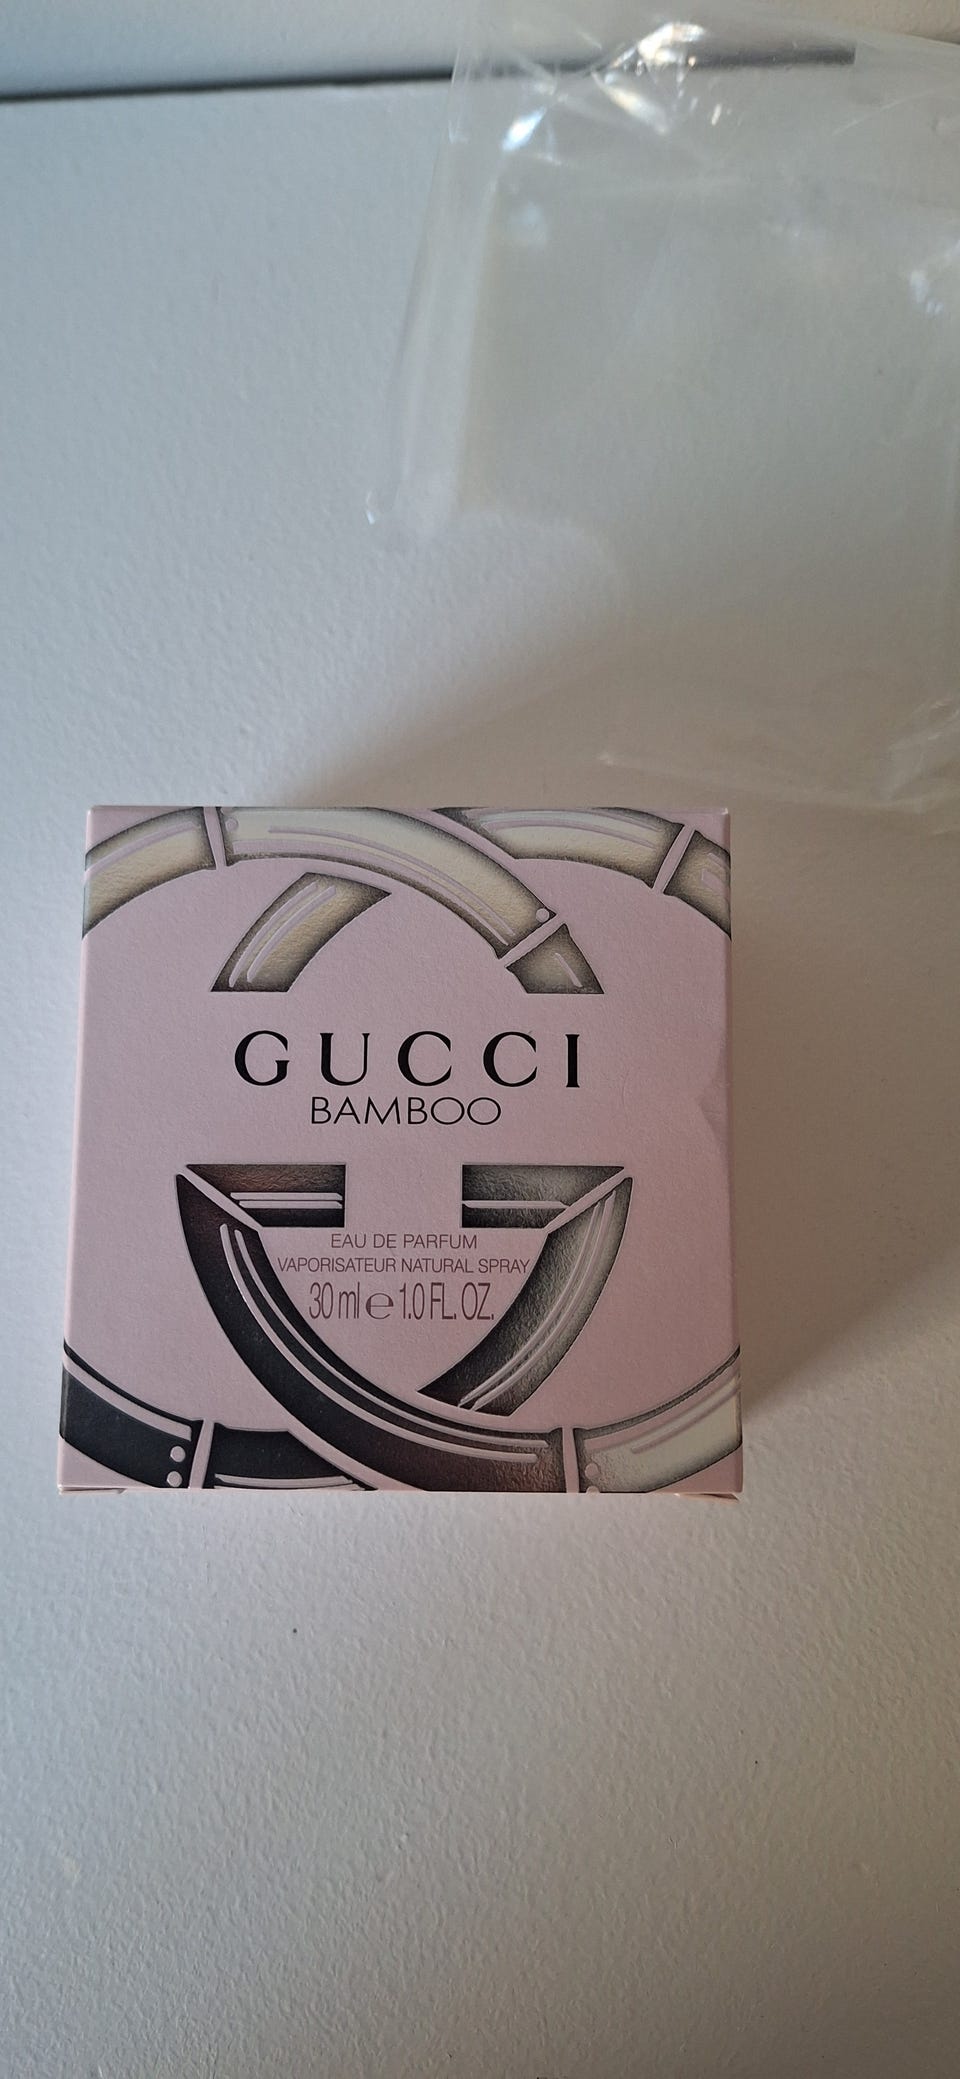 GUCCI
BAMBOO
EAU DE PARFUM
VAPORISATEUR NATURAL SPRAY
30 ml e 1.0 FL. OZ.